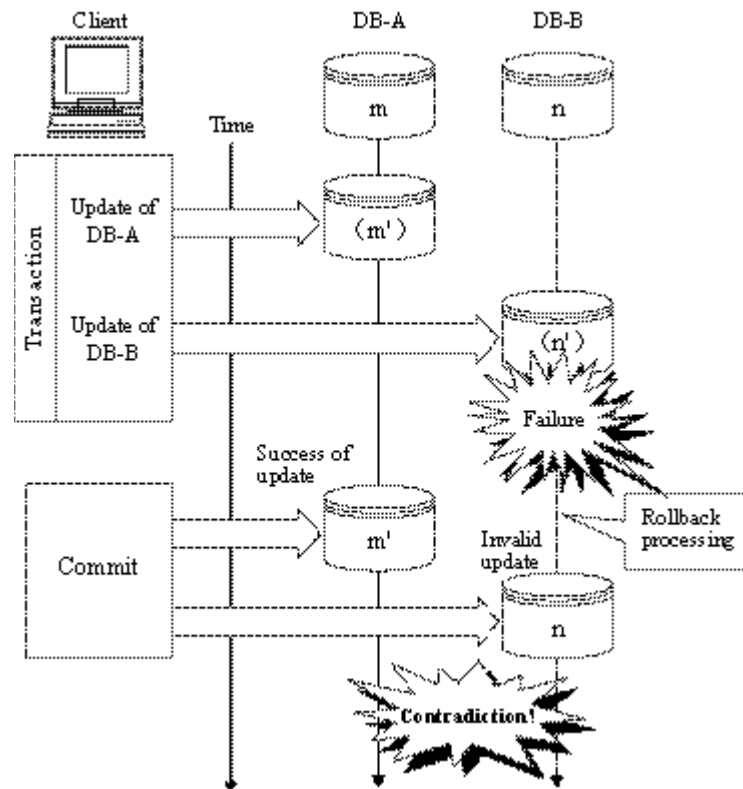 Client
DB-A
DB-B
m
n
Time
Transaction
Update of
DB-A
(m')
Update of
DB-B
(n')
Failure
Success of
update
Rollback
processing
Commit
m'
Invalid
update
n
Contradiction!